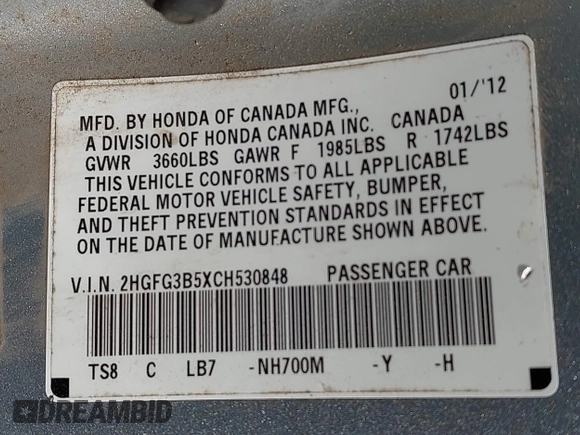 01/'12
MFD. BY HONDA OF CANADA MFG.,
A DIVISION OF HONDA CANADA INC. CANADA
GVWR 3660LBS GAWR F 1985LBS R 1742LBS
THIS VEHICLE CONFORMS TO ALL APPLICABLE
FEDERAL MOTOR VEHICLE SAFETY, BUMPER,
AND THEFT PREVENTION STANDARDS IN EFFECT
ON THE DATE OF MANUFACTURE SHOWN ABOVE.
V.I.N. 2HGFG3B5XCH530848 PASSENGER CAR
TS8 C LB7 -NH700M -Y -H
DREAMBID